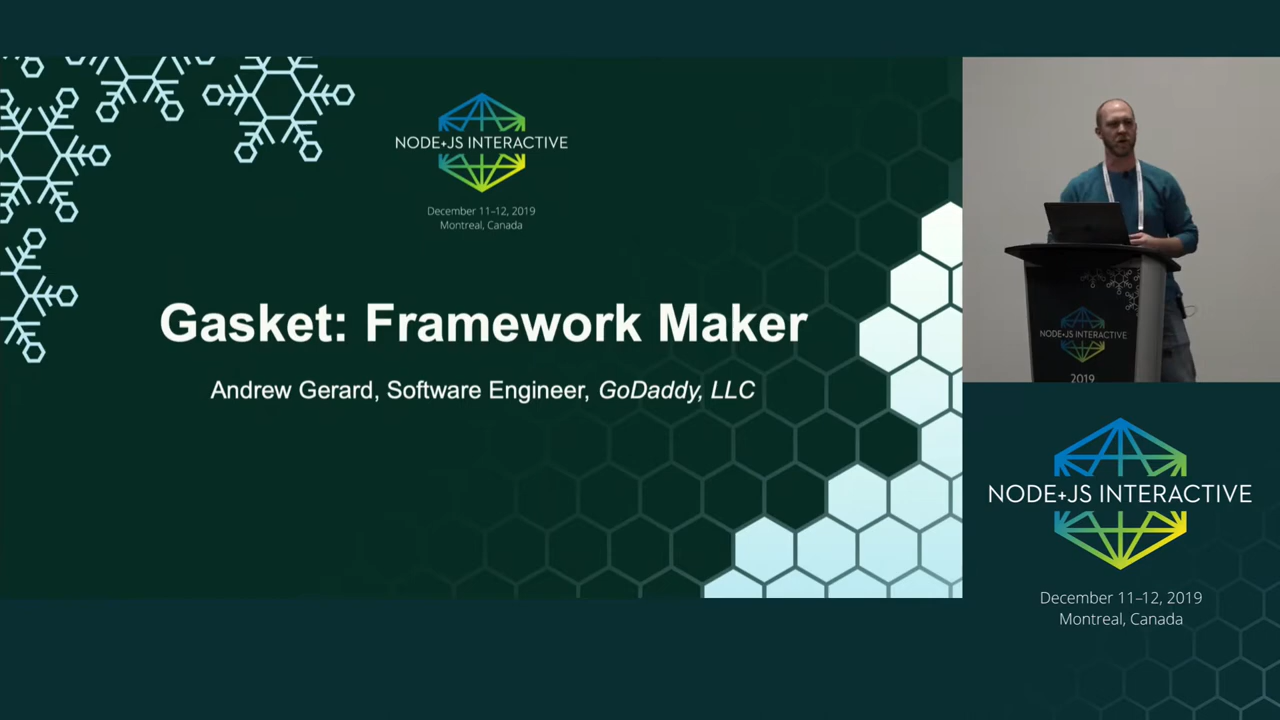 NODE+JS INTERACTIVE
December 11–12, 2019
Montreal, Canada
Gasket: Framework Maker
Andrew Gerard, Software Engineer, GoDaddy, LLC
NODE+JS INTERACTIVE
2019
NODE+JS INTERACTIVE
December 11–12, 2019
Montreal, Canada